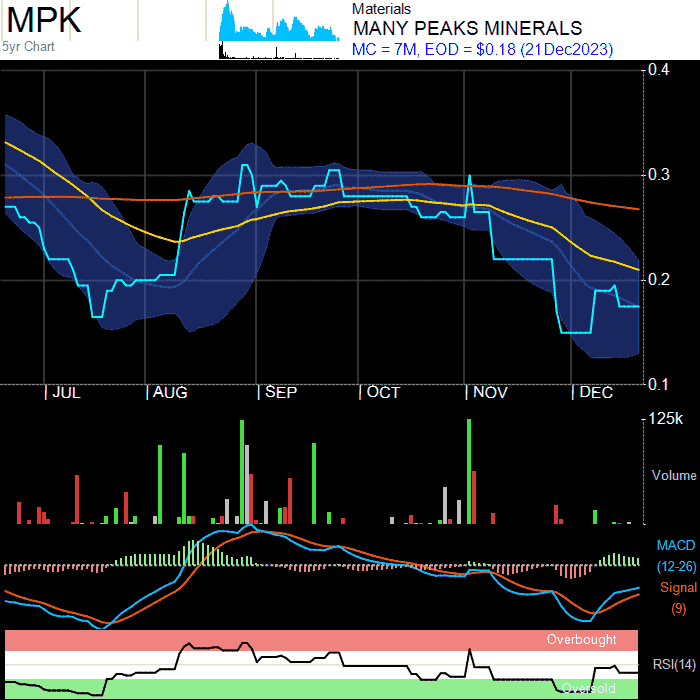 MPK
5yr Chart
Materials
MANY PEAKS MINERALS
MC = 7M, EOD = $0.18 (21Dec2023)
0.4
0.3
0.2
0.1
JUL AUG SEP OCT NOV DEC
125k
Volume
MACD
(12-26)
Signal
(9)
Overbought
RSI(14)
Oversold